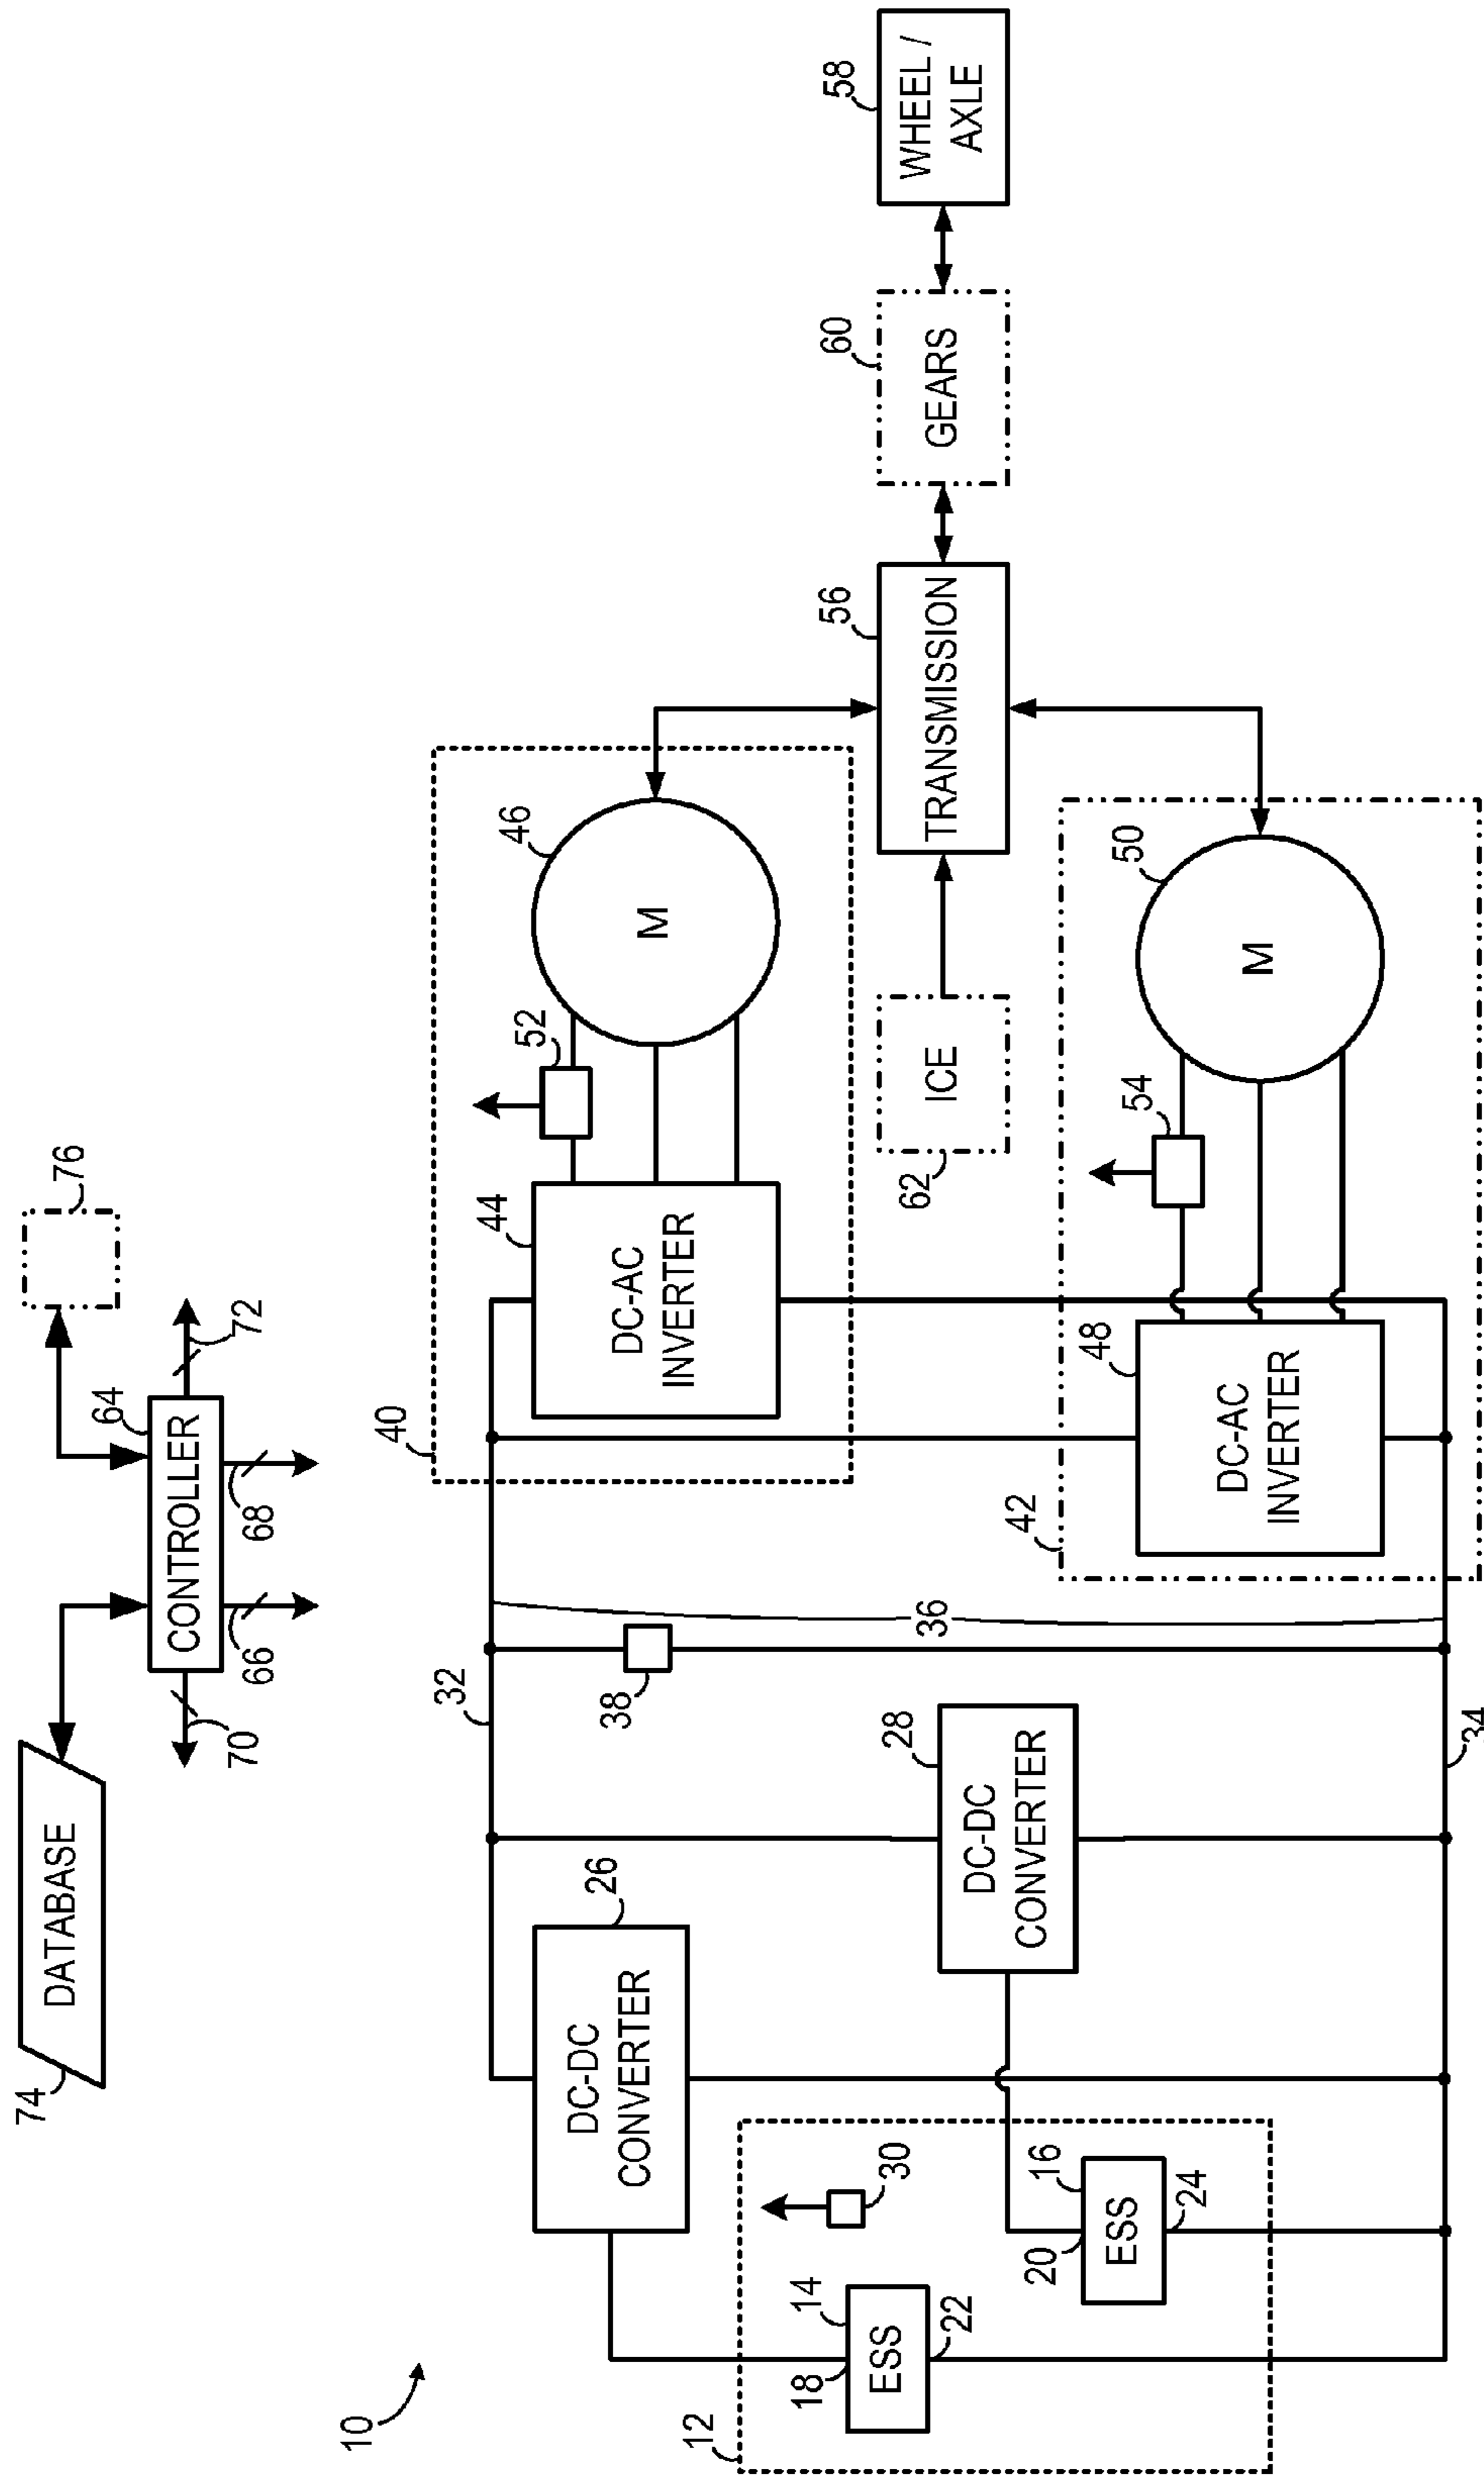 74
DATABASE
64
CONTROLLER
76
70
66
68
72
10
32
40
44
DC-AC
INVERTER
52
46
M
26
DC-DC
CONVERTER
38
36
28
DC-DC
CONVERTER
12
14
18
ESS
22
30
16
20
ESS
24
34
42
48
DC-AC
INVERTER
54
50
M
62
ICE
56
TRANSMISSION
60
GEARS
58
WHEEL /
AXLE